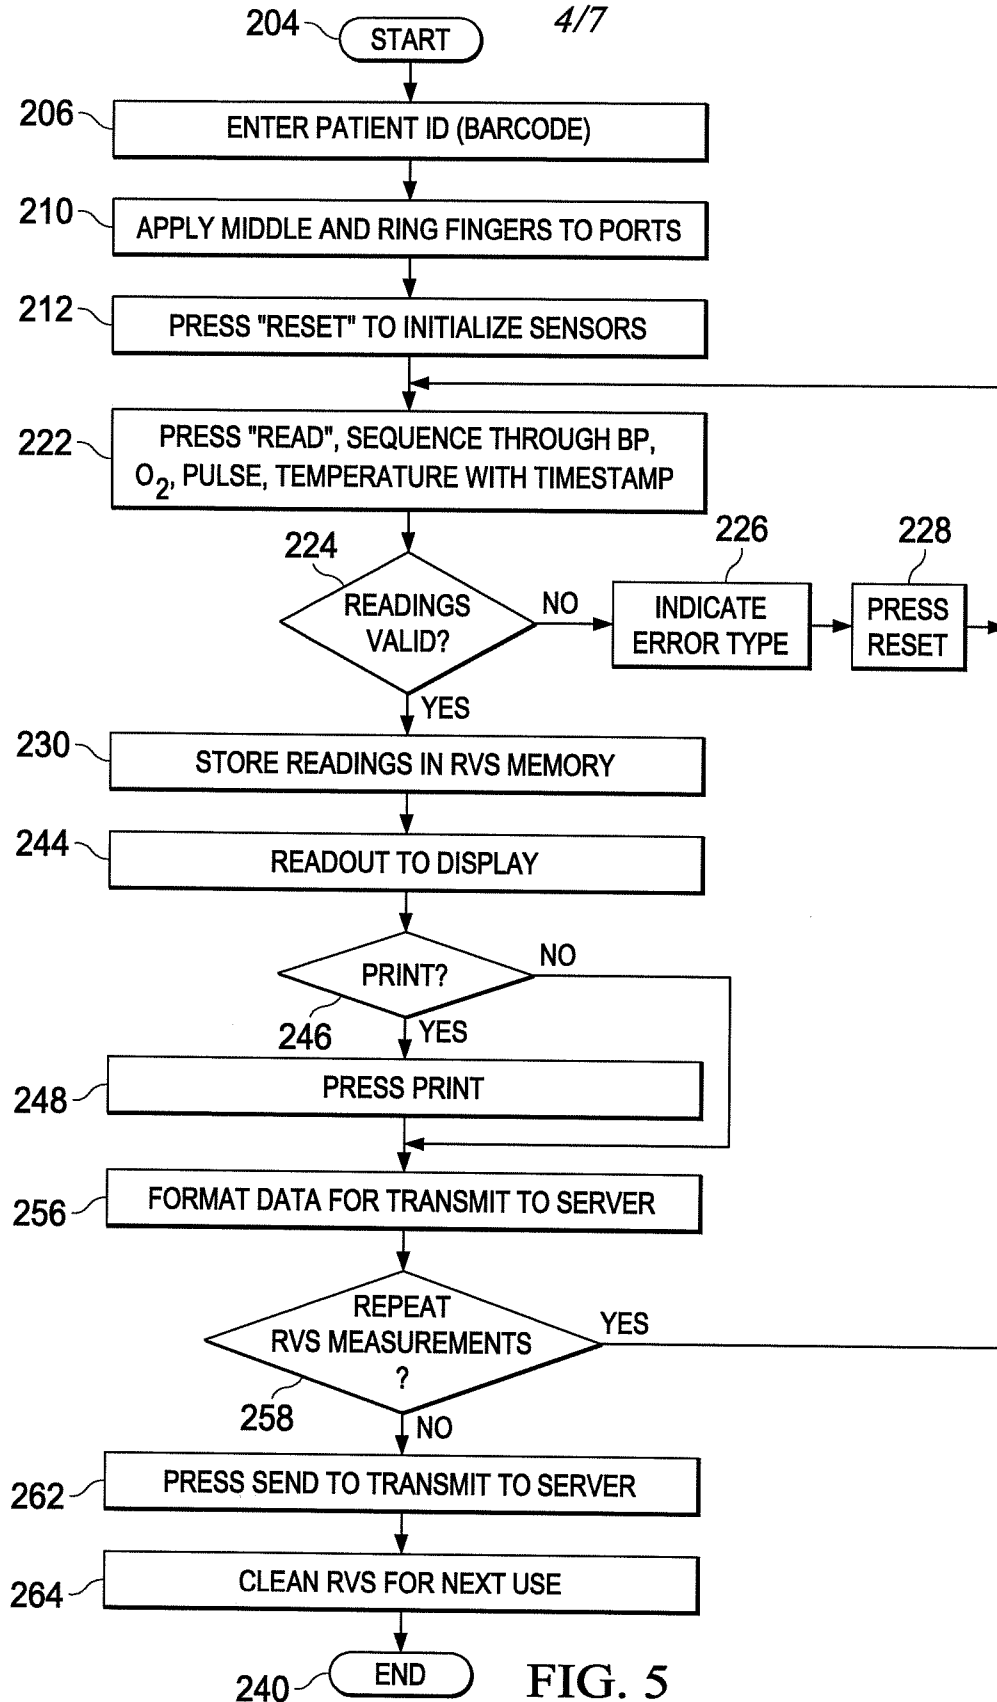 4/7
204
START
206
ENTER PATIENT ID (BARCODE)
210
APPLY MIDDLE AND RING FINGERS TO PORTS
212
PRESS "RESET" TO INITIALIZE SENSORS
222
PRESS "READ", SEQUENCE THROUGH BP,
O2, PULSE, TEMPERATURE WITH TIMESTAMP
224
READINGS
VALID?
NO
YES
226
INDICATE
ERROR TYPE
228
PRESS
RESET
230
STORE READINGS IN RVS MEMORY
244
READOUT TO DISPLAY
PRINT?
246
NO
YES
248
PRESS PRINT
256
FORMAT DATA FOR TRANSMIT TO SERVER
REPEAT
RVS MEASUREMENTS
?
258
YES
NO
262
PRESS SEND TO TRANSMIT TO SERVER
264
CLEAN RVS FOR NEXT USE
240
END
FIG. 5